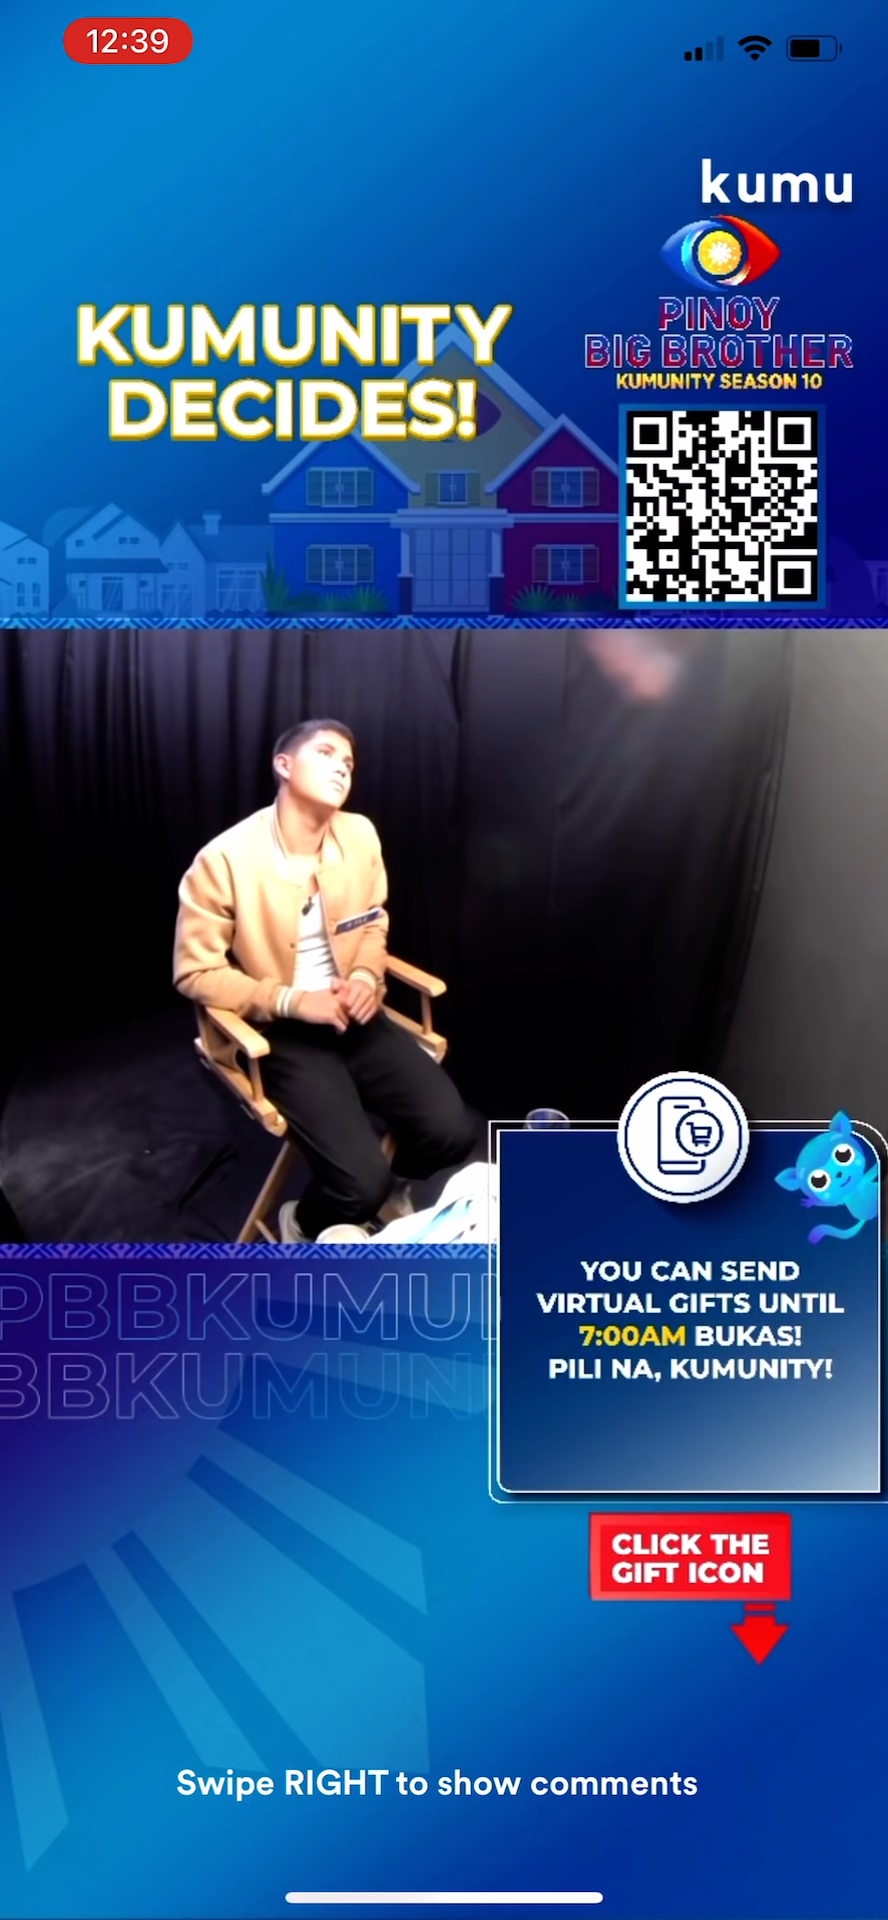 12:39
kumu
KUMUNITY
DECIDES!
PINOY
BIG BROTHER
KUMUNITY SEASON 10
PBBKUMU
BBKUMUN
YOU CAN SEND
VIRTUAL GIFTS UNTIL
7:00AM BUKAS!
PILI NA, KUMUNITY!
CLICK THE
GIFT ICON
Swipe RIGHT to show comments